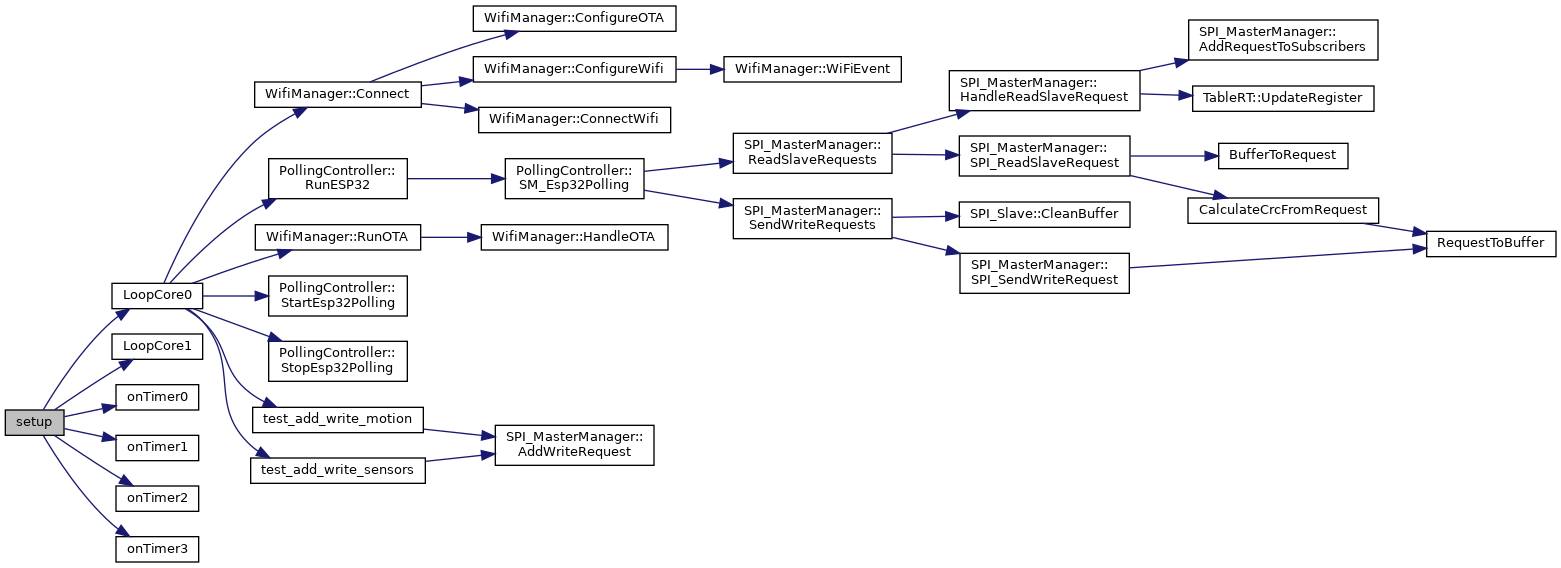 WifiManager::ConfigureOTA
SPI_MasterManager::
AddRequestToSubscribers
WifiManager::ConfigureWifi
WifiManager::WiFiEvent
SPI_MasterManager::
HandleReadSlaveRequest
WifiManager::Connect
TableRT::UpdateRegister
WifiManager::ConnectWifi
SPI_MasterManager::
ReadSlaveRequests
SPI_MasterManager::
SPI_ReadSlaveRequest
BufferToRequest
PollingController::
RunESP32
PollingController::
SM_Esp32Polling
CalculateCrcFromRequest
SPI_MasterManager::
SendWriteRequests
SPI_Slave::CleanBuffer
WifiManager::RunOTA
WifiManager::HandleOTA
RequestToBuffer
SPI_MasterManager::
SPI_SendWriteRequest
LoopCore0
PollingController::
StartEsp32Polling
LoopCore1
PollingController::
StopEsp32Polling
onTimer0
setup
test_add_write_motion
onTimer1
SPI_MasterManager::
AddWriteRequest
test_add_write_sensors
onTimer2
onTimer3